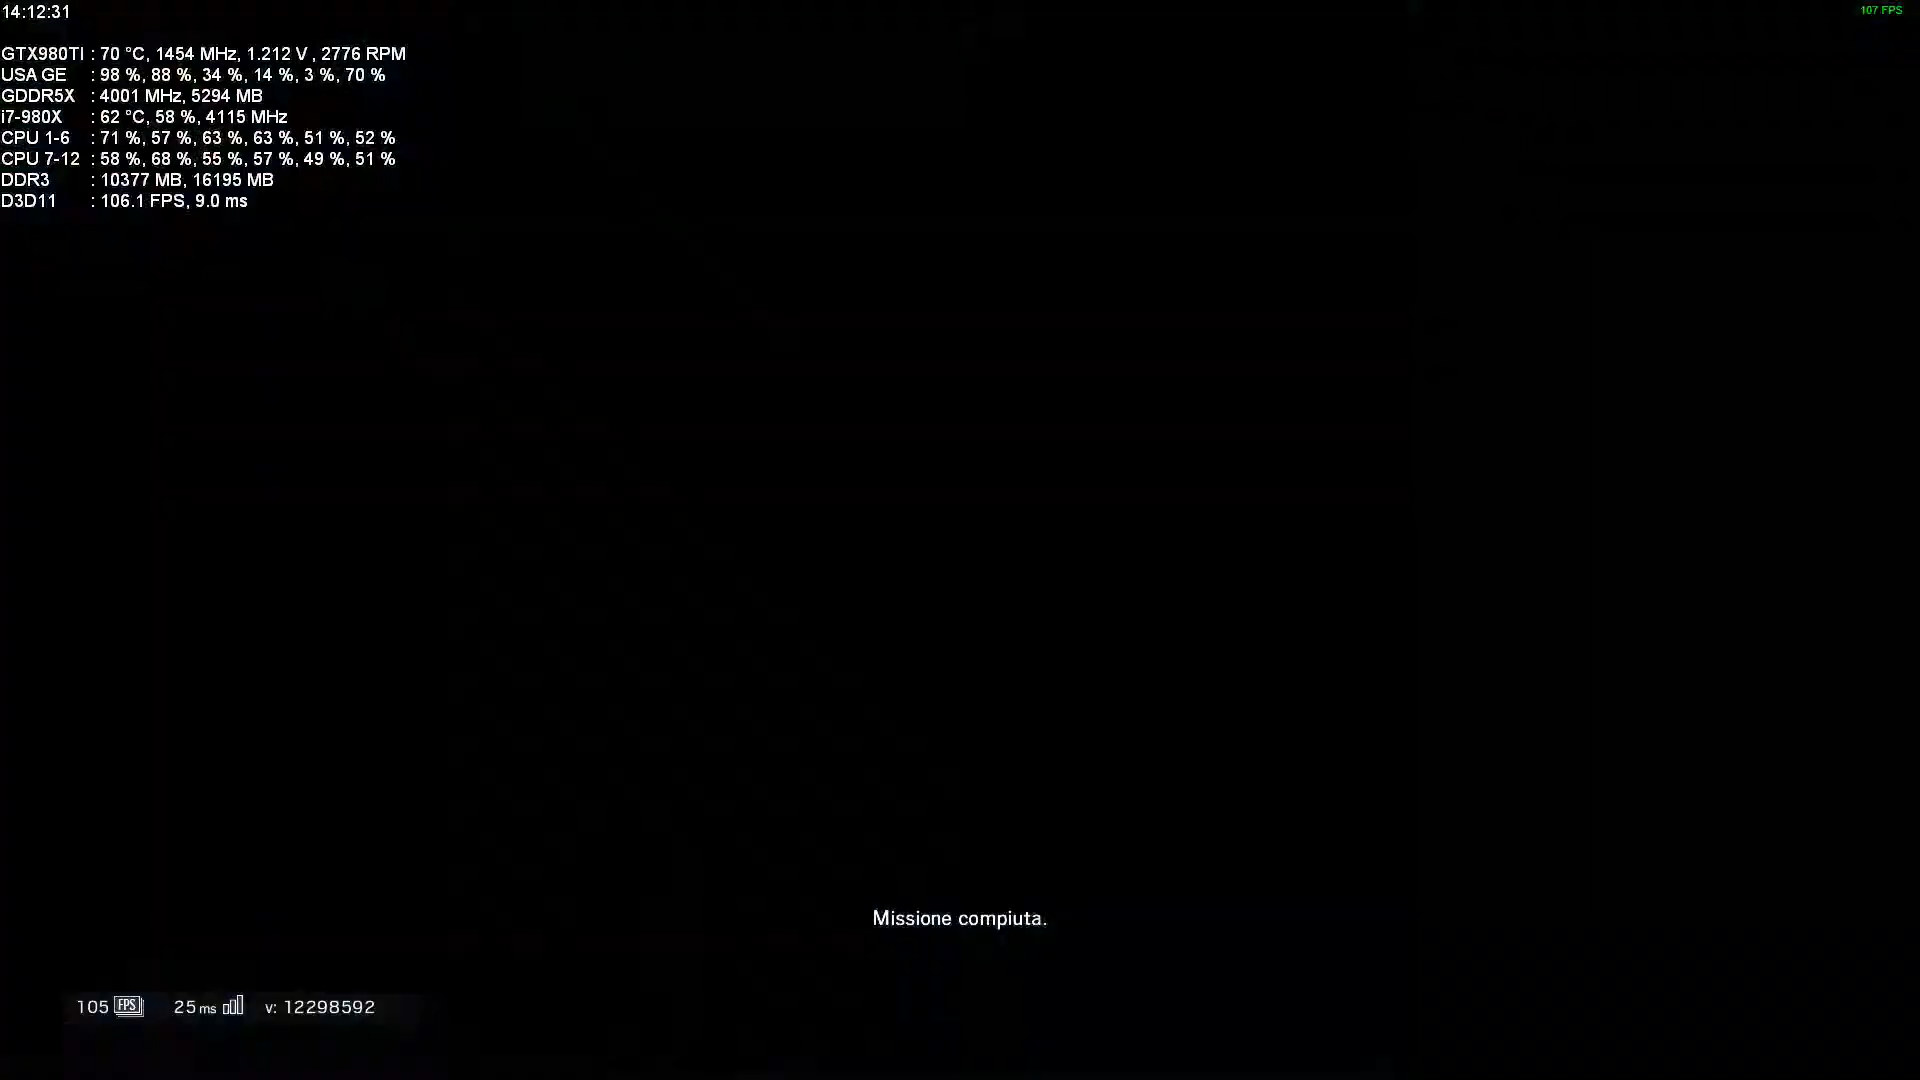 14:12:31
107 FPS
GTX980TI : 70 °C, 1454 MHz, 1.212 V , 2776 RPM
USA GE : 98 %, 88 %, 34 %, 14 %, 3 %, 70 %
GDDR5X : 4001 MHz, 5294 MB
i7-980X : 62 °C, 58 %, 4115 MHz
CPU 1-6 : 71 %, 57 %, 63 %, 63 %, 51 %, 52 %
CPU 7-12 : 58 %, 68 %, 55 %, 57 %, 49 %, 51 %
DDR3 : 10377 MB, 16195 MB
D3D11 : 106.1 FPS, 9.0 ms
Missione compiuta.
105 FPS 25 ms v: 12298592